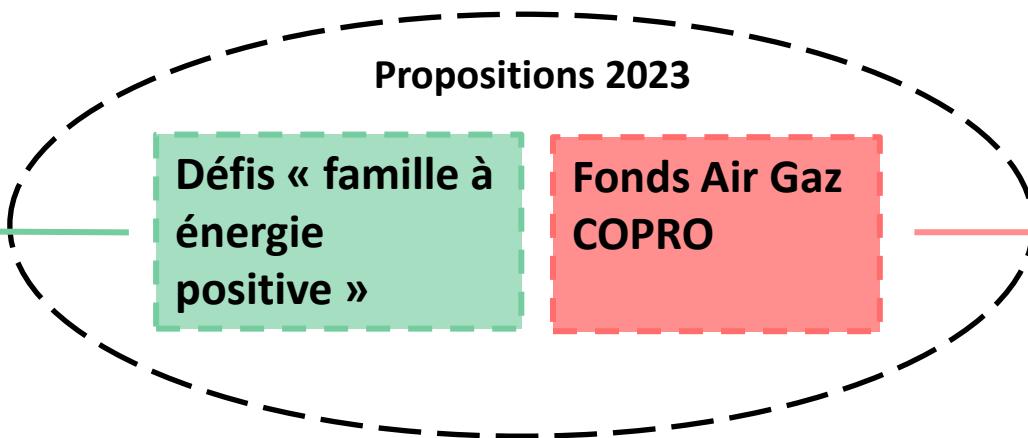 Propositions 2023
Défis « famille à
énergie
positive »
Fonds Air Gaz
COPRO